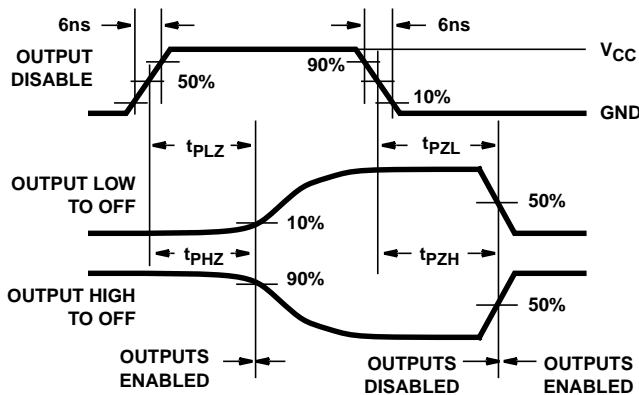 6ns
6ns
OUTPUT
DISABLE
50%
90%
10%
VCC
GND
tPLZ
tPZL
OUTPUT LOW
TO OFF
10%
50%
tPHZ
tPZH
OUTPUT HIGH
TO OFF
90%
50%
OUTPUTS
ENABLED
OUTPUTS
DISABLED
OUTPUTS
ENABLED